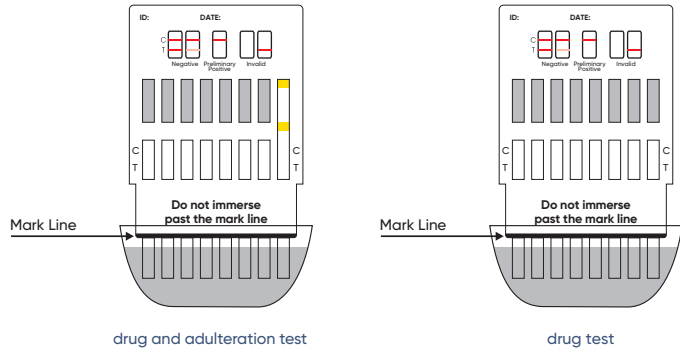 ID: DATE:
C
T
Negative Preliminary Positive Invalid
C C
T T
Do not immerse
past the mark line
Mark Line
drug and adulteration test
ID: DATE:
C
T
Negative Preliminary Positive Invalid
C C
T T
Do not immerse
past the mark line
Mark Line
drug test